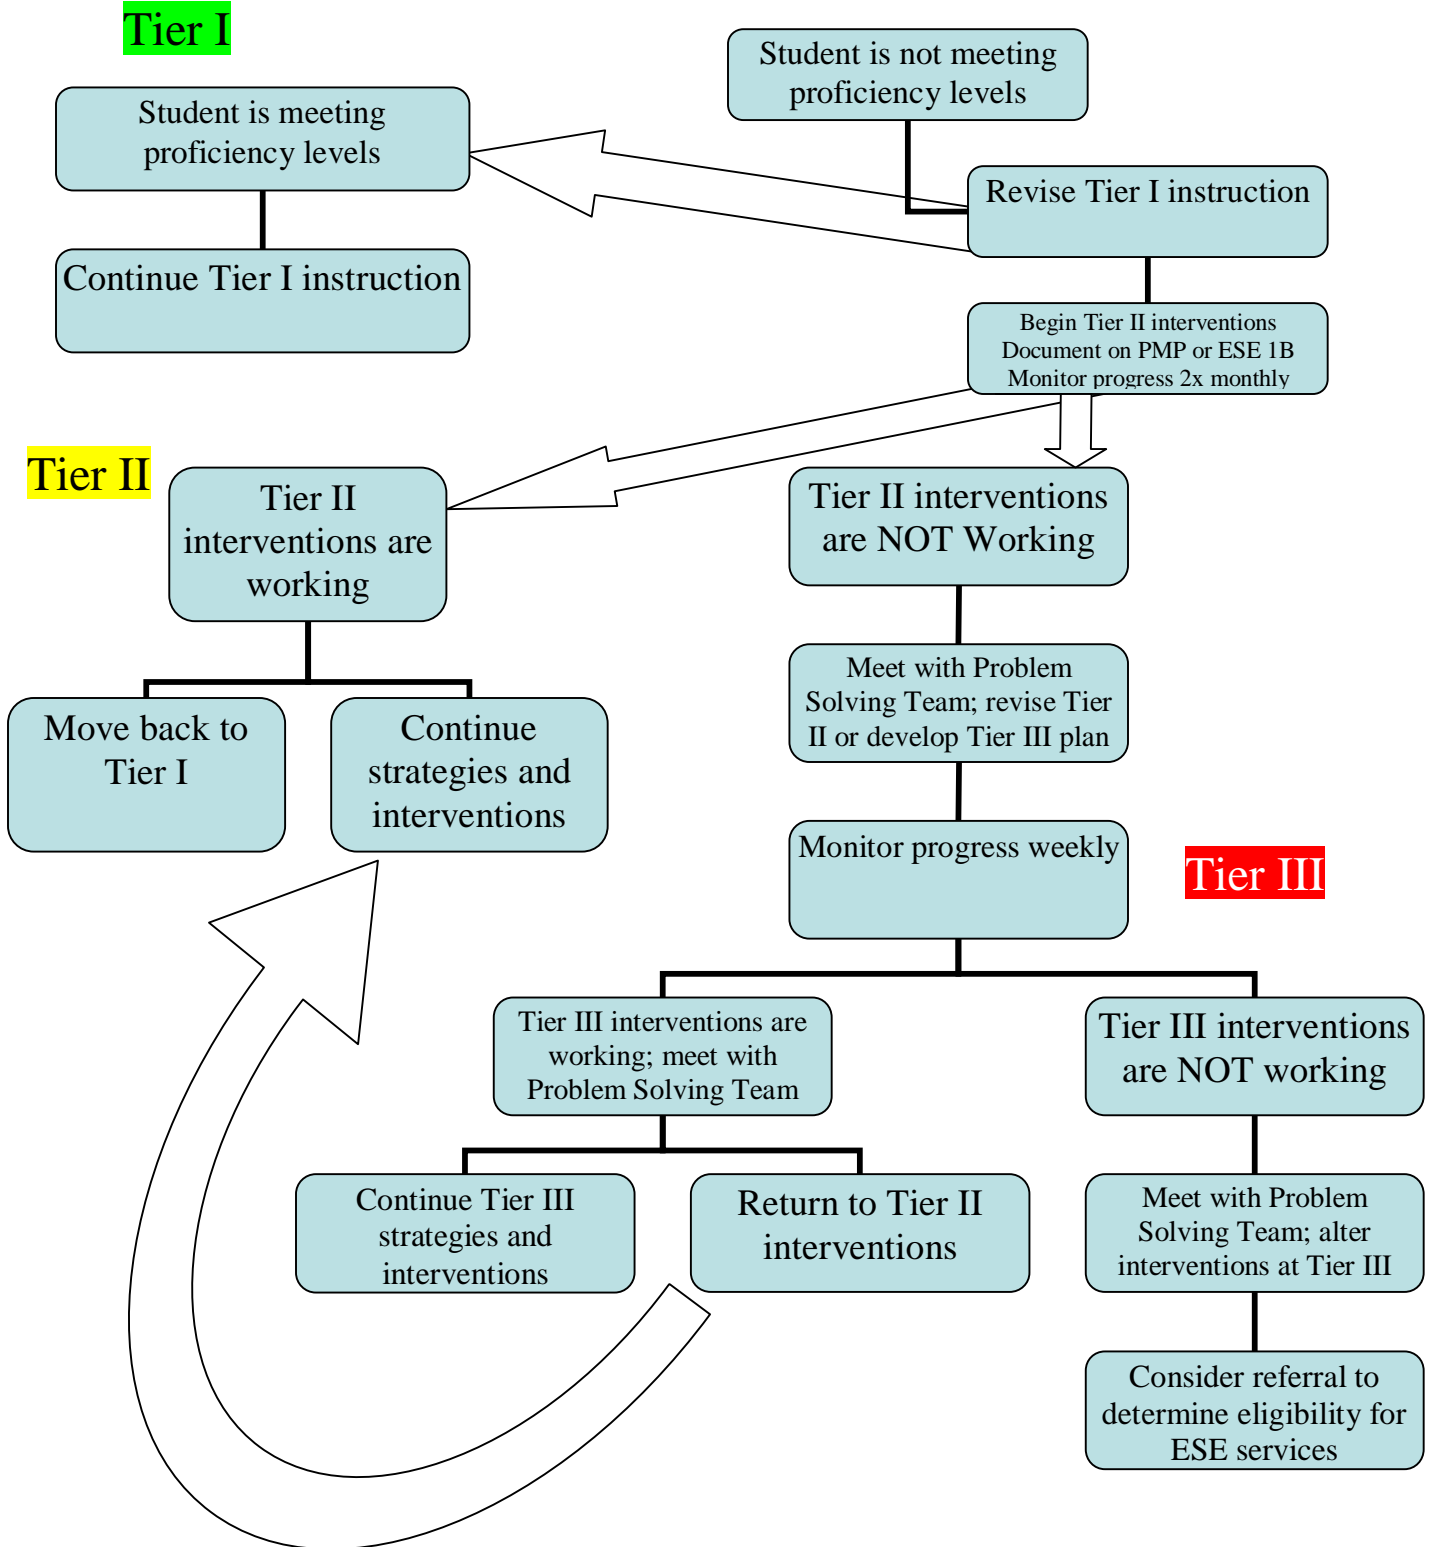 Tier I
Student is not meeting
proficiency levels
Student is meeting
proficiency levels
Revise Tier I instruction
Continue Tier I instruction
Begin Tier II interventions
Document on PMP or ESE 1B
Monitor progress 2x monthly
Tier II
Tier II
interventions are
working
Tier II interventions
are NOT Working
Meet with Problem
Solving Team; revise Tier
II or develop Tier III plan
Move back to
Tier I
Continue
strategies and
interventions
Monitor progress weekly
Tier III
Tier III interventions are
working; meet with
Problem Solving Team
Tier III interventions
are NOT working
Continue Tier III
strategies and
interventions
Return to Tier II
interventions
Meet with Problem
Solving Team; alter
interventions at Tier III
Consider referral to
determine eligibility for
ESE services